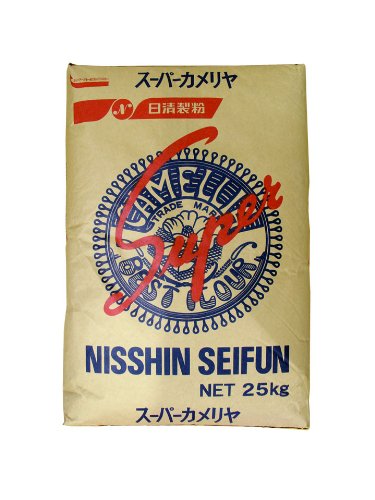 スーパーカメリヤ
N 日清製粉
CAMELLIA
TRADE MARK
Super
BEST FLOUR
NISSHIN SEIFUN
NET 25kg
スーパーカメリヤ